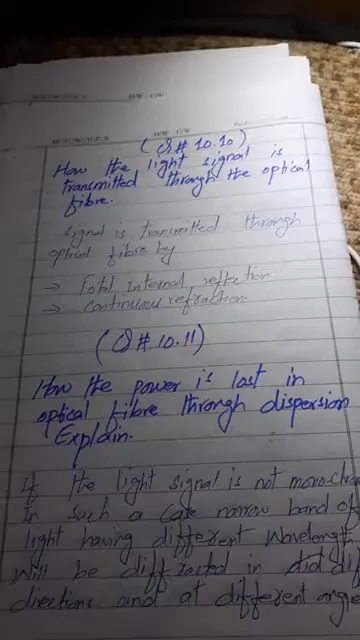 H/W C/W
(Q# 10.10)
How the light signal is
transmitted through the optical
fibre.
Signal is transmitted through
optical fibre by
→ Total internal reflection
→ Continuous refraction.
(Q# 10.11)
How the power is lost in
optical fibre through dispersion
Explain.
If the light signal is not mono-chro
In such a case narrow band of
light having different wavelength
will be diffracted in
directions and at different angle